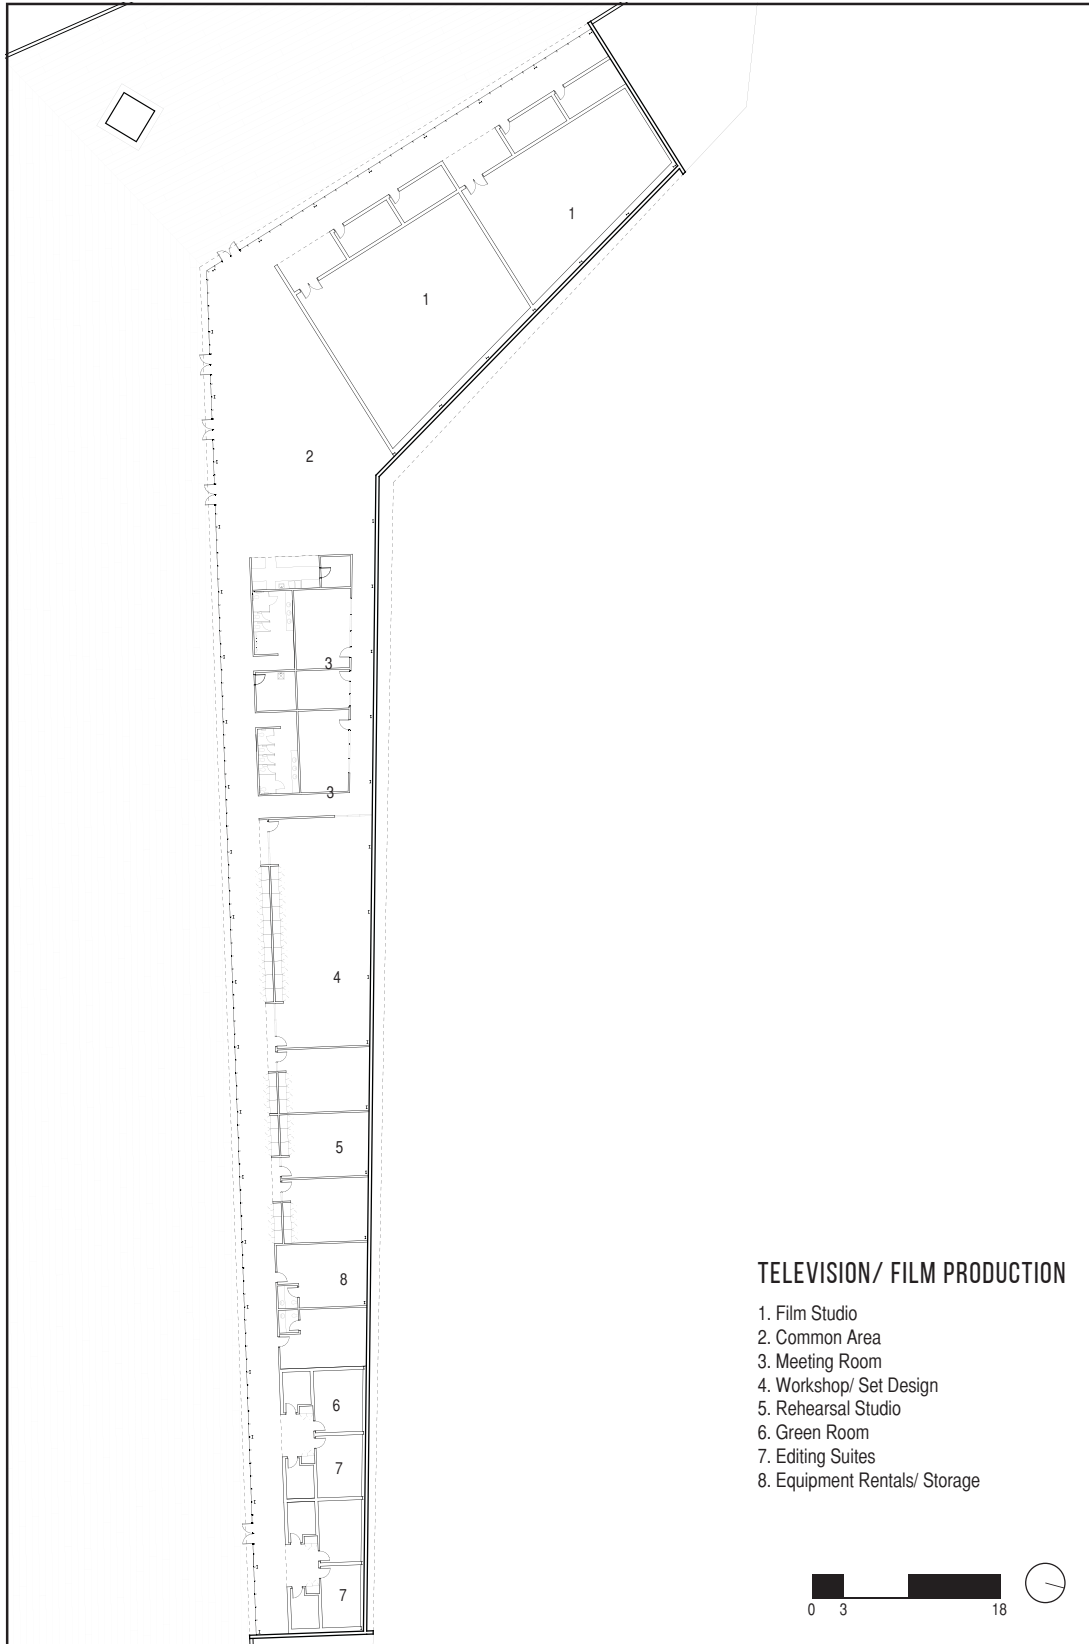 1
1
2
3
3
4
5
8
6
7
7
TELEVISION/ FILM PRODUCTION
1. Film Studio
2. Common Area
3. Meeting Room
4. Workshop/ Set Design
5. Rehearsal Studio
6. Green Room
7. Editing Suites
8. Equipment Rentals/ Storage
0 3 18